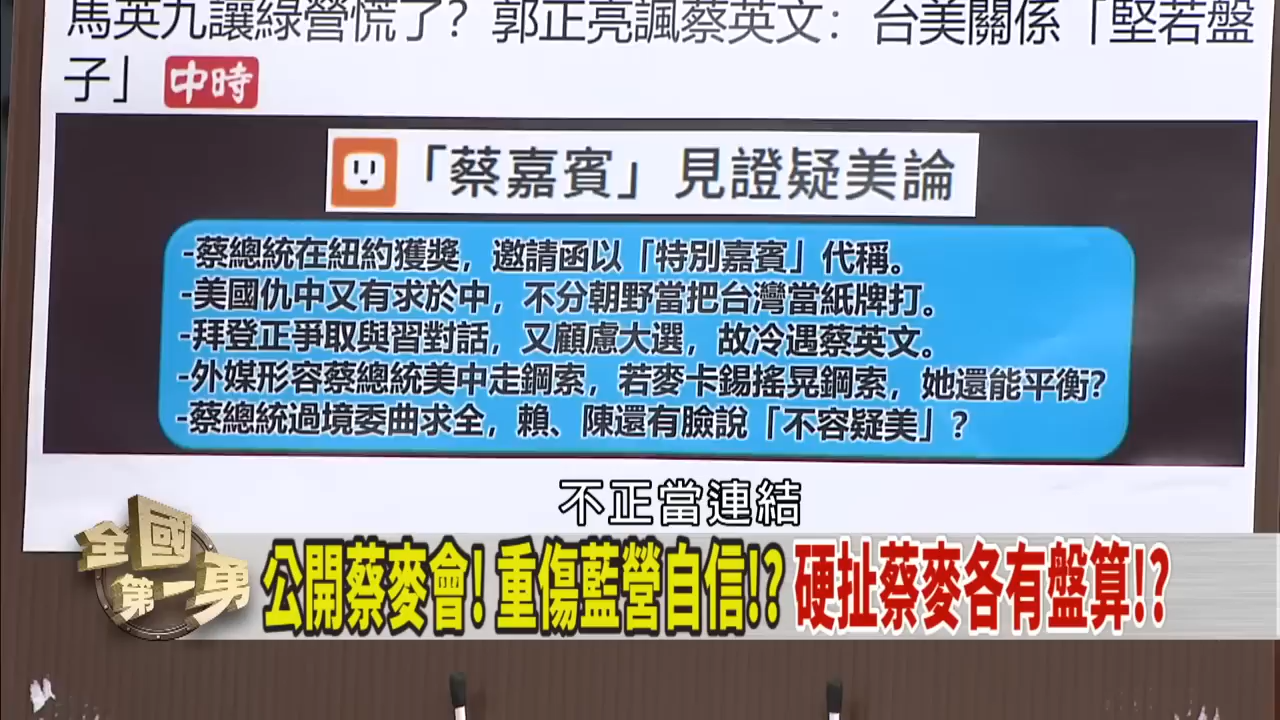 馬英九讓綠營慌了？郭正亮諷蔡英文：台美關係「堅若盤
子」 中時
「蔡嘉賓」見證疑美論
-蔡總統在紐約獲獎，邀請函以「特別嘉賓」代稱。
-美國仇中又有求於中，不分朝野當把台灣當紙牌打。
-拜登正爭取與習對話，又顧慮大選，故冷遇蔡英文。
-外媒形容蔡總統美中走鋼索，若麥卡錫搖晃鋼索，她還能平衡？
-蔡總統過境委曲求全，賴、陳還有臉說「不容疑美」？
不正當連結
全國第一勇
公開蔡麥會！重傷藍營自信!? 硬扯蔡麥各有盤算!?